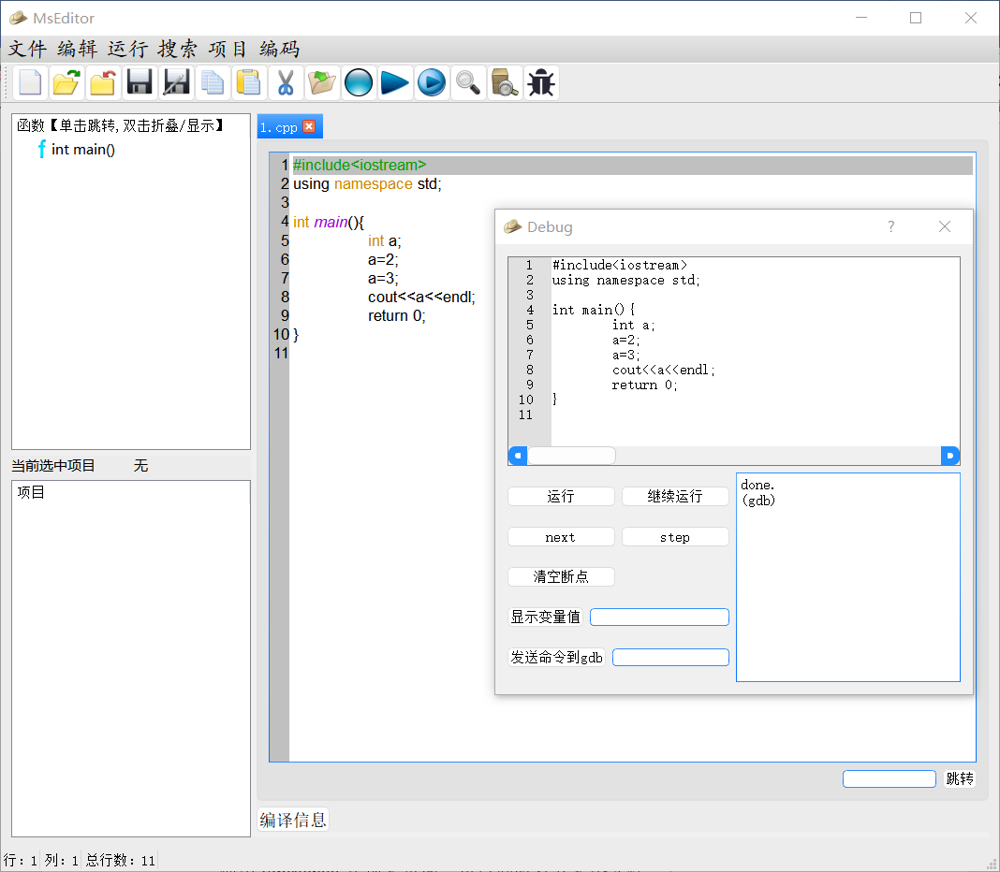 MsEditor
文件 编辑 运行 搜索 项目 编码
函数【单击跳转,双击折叠/显示】
int main()
当前选中项目 无
项目
1.cpp
1 #include<iostream>
2 using namespace std;
3
4 int main(){
5 int a;
6 a=2;
7 a=3;
8 cout<<a<<endl;
9 return 0;
10 }
11
Debug ?
1 #include<iostream>
2 using namespace std;
3
4 int main(){
5 int a;
6 a=2;
7 a=3;
8 cout<<a<<endl;
9 return 0;
10 }
11
运行 继续运行
next step
清空断点
显示变量值
发送命令到gdb
done.
(gdb)
跳转
编译信息
行: 1 列: 1 总行数: 11